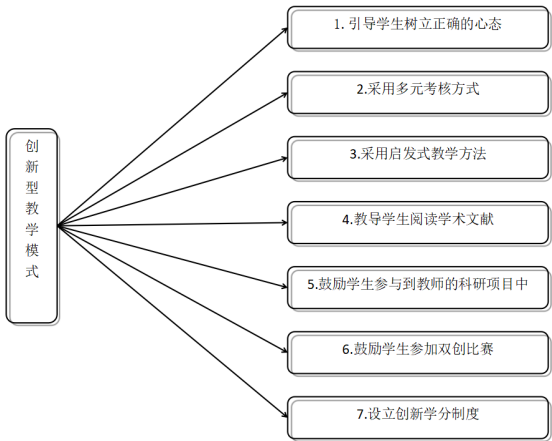 创新型教学模式
1. 引导学生树立正确的心态
2.采用多元考核方式
3.采用启发式教学方法
4.教导学生阅读学术文献
5.鼓励学生参与到教师的科研项目中
6.鼓励学生参加双创比赛
7.设立创新学分制度